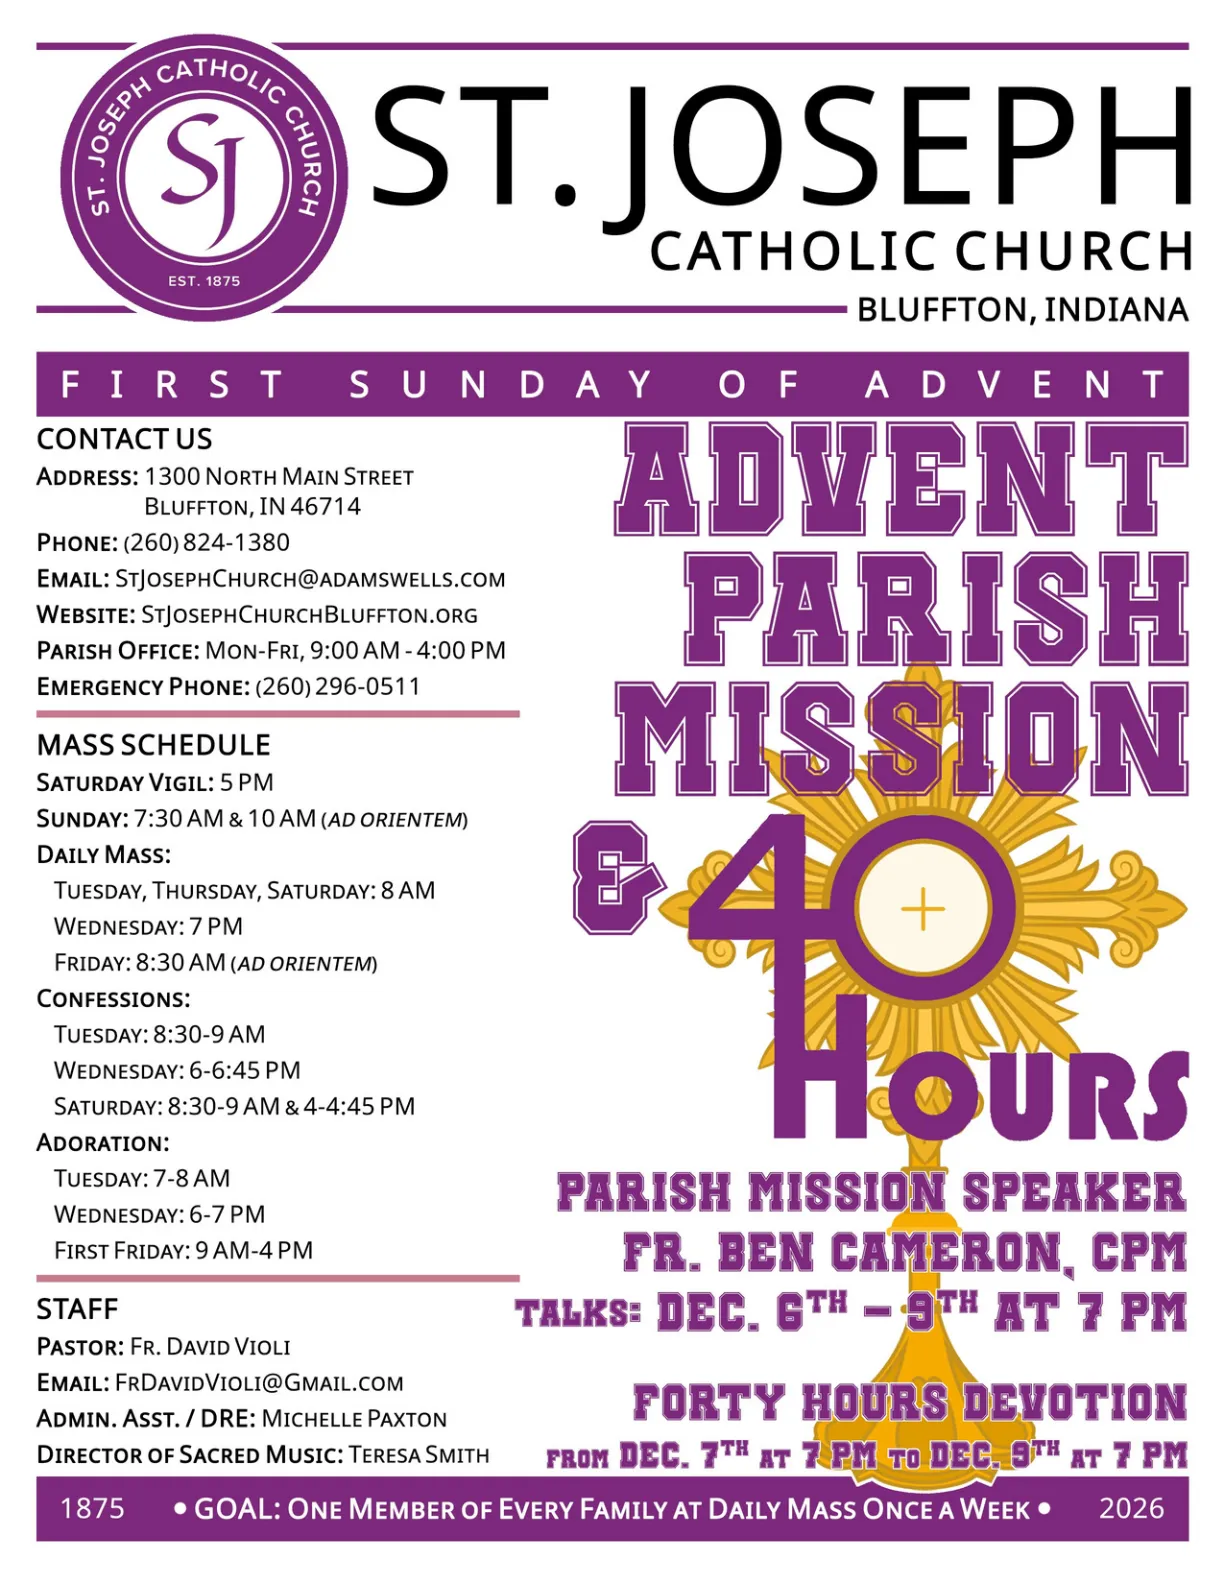 ST. JOSEPH CATHOLIC CHURCH
SJ
EST. 1875
ST. JOSEPH
CATHOLIC CHURCH
BLUFFTON, INDIANA
FIRST SUNDAY OF ADVENT
CONTACT US
ADDRESS: 1300 NORTH MAIN STREET
BLUFFTON, IN 46714
PHONE: (260) 824-1380
EMAIL: STJOSEPHCHURCH@ADAMSWELLS.COM
WEBSITE: STJOSEPHCHURCHBLUFFTON.ORG
PARISH OFFICE: MON-FRI, 9:00 AM - 4:00 PM
EMERGENCY PHONE: (260) 296-0511
MASS SCHEDULE
SATURDAY VIGIL: 5 PM
SUNDAY: 7:30 AM & 10 AM (AD ORIENTEM)
DAILY MASS:
TUESDAY, THURSDAY, SATURDAY: 8 AM
WEDNESDAY: 7 PM
FRIDAY: 8:30 AM (AD ORIENTEM)
CONFESSIONS:
TUESDAY: 8:30-9 AM
WEDNESDAY: 6-6:45 PM
SATURDAY: 8:30-9 AM & 4-4:45 PM
ADORATION:
TUESDAY: 7-8 AM
WEDNESDAY: 6-7 PM
FIRST FRIDAY: 9 AM-4 PM
STAFF
PASTOR: FR. DAVID VIOLI
EMAIL: FRDAVIDVIOLI@GMAIL.COM
ADMIN. ASST. / DRE: MICHELLE PAXTON
DIRECTOR OF SACRED MUSIC: TERESA SMITH
ADVENT
PARISH
MISSION
& 40
HOURS
PARISH MISSION SPEAKER
FR. BEN CAMERON, CPM
TALKS: DEC. 6TH – 9TH AT 7 PM
FORTY HOURS DEVOTION
FROM DEC. 7TH AT 7 PM TO DEC. 9TH AT 7 PM
1875 • GOAL: ONE MEMBER OF EVERY FAMILY AT DAILY MASS ONCE A WEEK • 2026